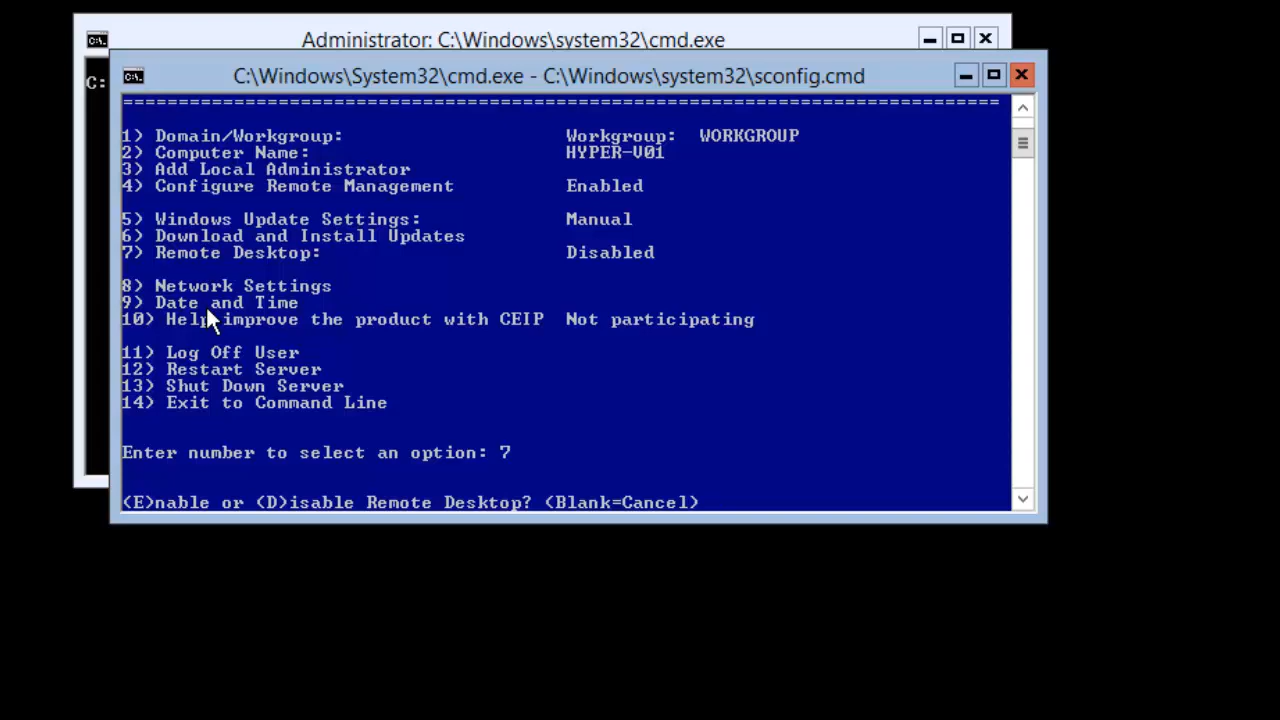 Administrator: C:\Windows\system32\cmd.exe
C:
C:\Windows\System32\cmd.exe - C:\Windows\system32\sconfig.cmd
===============================================================================
1) Domain/Workgroup: Workgroup: WORKGROUP
2) Computer Name: HYPER-V01
3) Add Local Administrator
4) Configure Remote Management Enabled
5) Windows Update Settings: Manual
6) Download and Install Updates
7) Remote Desktop: Disabled
8) Network Settings
9) Date and Time
10) Help improve the product with CEIP Not participating
11) Log Off User
12) Restart Server
13) Shut Down Server
14) Exit to Command Line
Enter number to select an option: 7
(E)nable or (D)isable Remote Desktop? (Blank=Cancel)